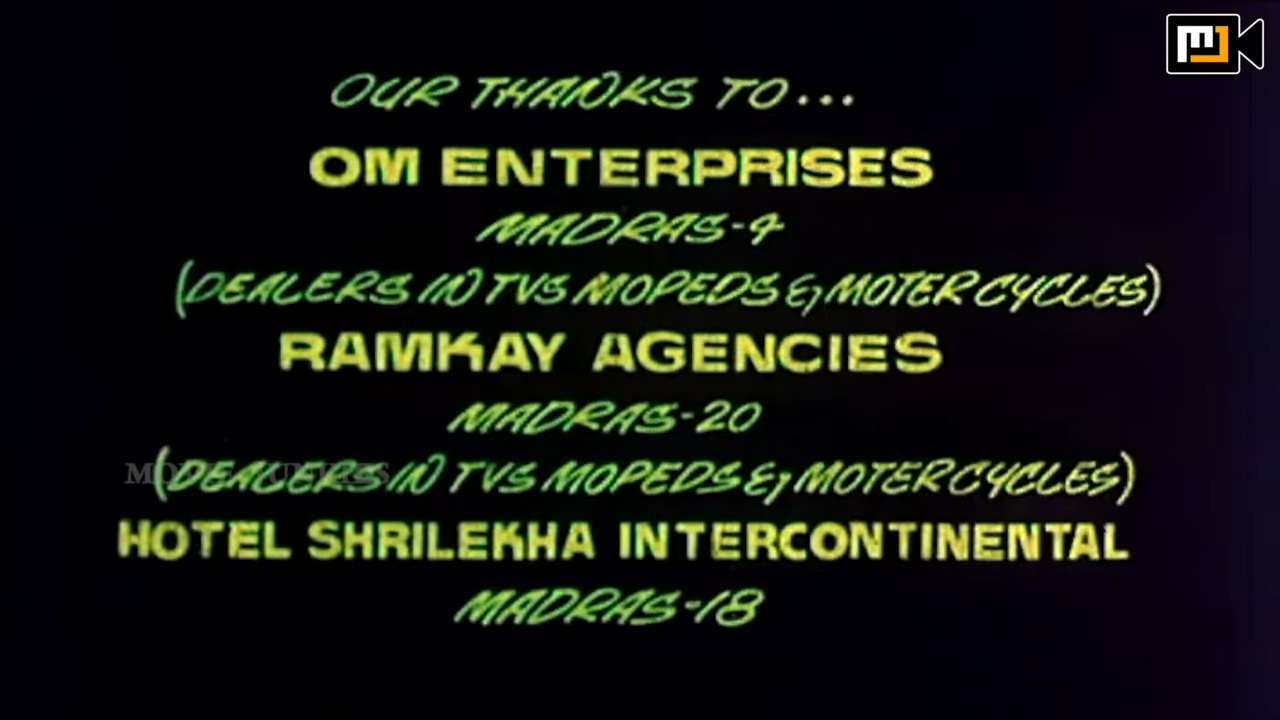 OUR THANKS TO...
OM ENTERPRISES
MADRAS-4
(DEALERS IN TVS MOPEDS & MOTER CYCLES)
RAMKAY AGENCIES
MADRAS-20
(DEALERS IN TVS MOPEDS & MOTER CYCLES)
HOTEL SHRILEKHA INTERCONTINENTAL
MADRAS-18